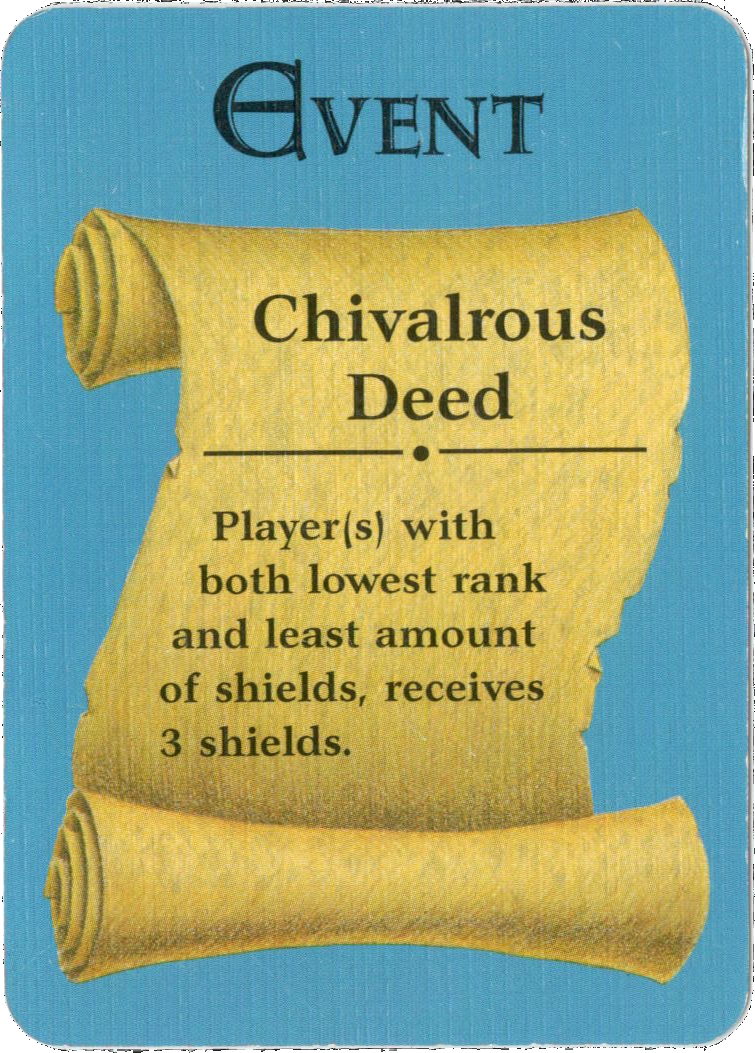 EVENT
Chivalrous
Deed
Player(s) with
both lowest rank
and least amount
of shields, receives
3 shields.